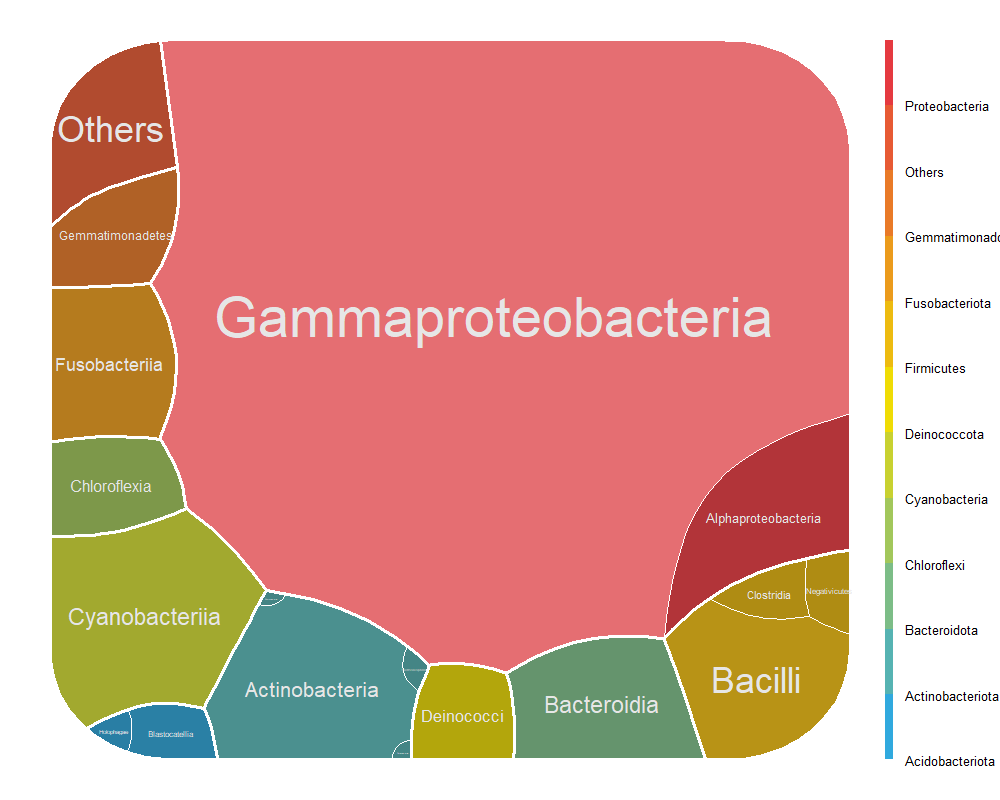 Others
Gemmatimonadetes
Gammaproteobacteria
Fusobacteriia
Chloroflexia
Alphaproteobacteria
Clostridia
Negativicutes
Cyanobacteriia
Actinobacteria
Bacilli
Bacteroidia
Deinococci
Holophagae
Blastocatellia
Proteobacteria
Others
Gemmatimonado
Fusobacteriota
Firmicutes
Deinococcota
Cyanobacteria
Chloroflexi
Bacteroidota
Actinobacteriota
Acidobacteriota